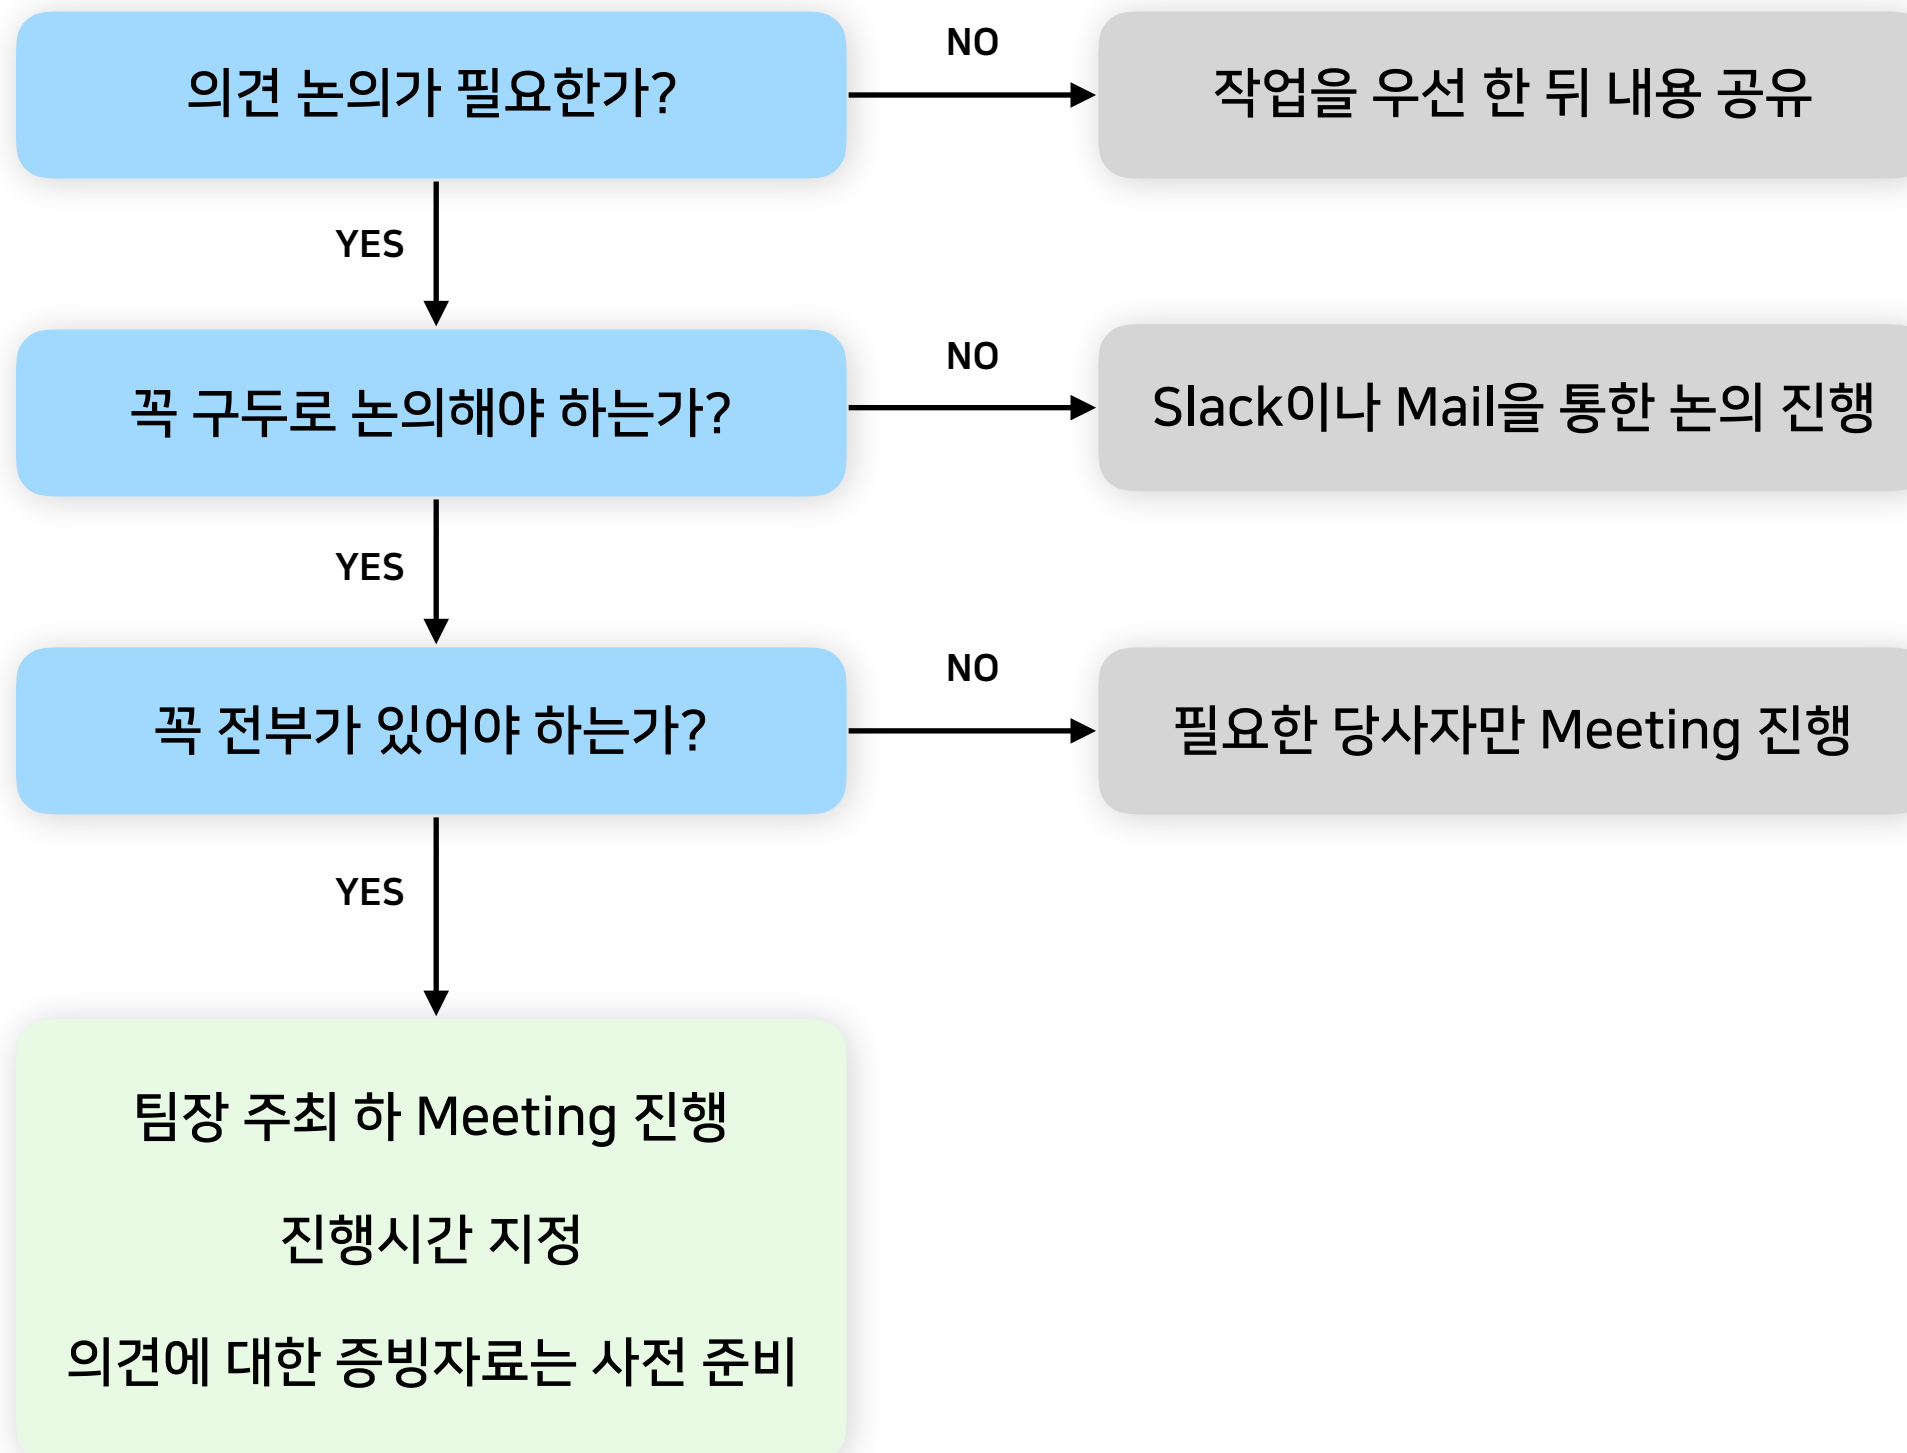 의견 논의가 필요한가?
NO
작업을 우선 한 뒤 내용 공유
YES
꼭 구두로 논의해야 하는가?
NO
Slack이나 Mail을 통한 논의 진행
YES
꼭 전부가 있어야 하는가?
NO
필요한 당사자만 Meeting 진행
YES
팀장 주최 하 Meeting 진행
진행시간 지정
의견에 대한 증빙자료는 사전 준비